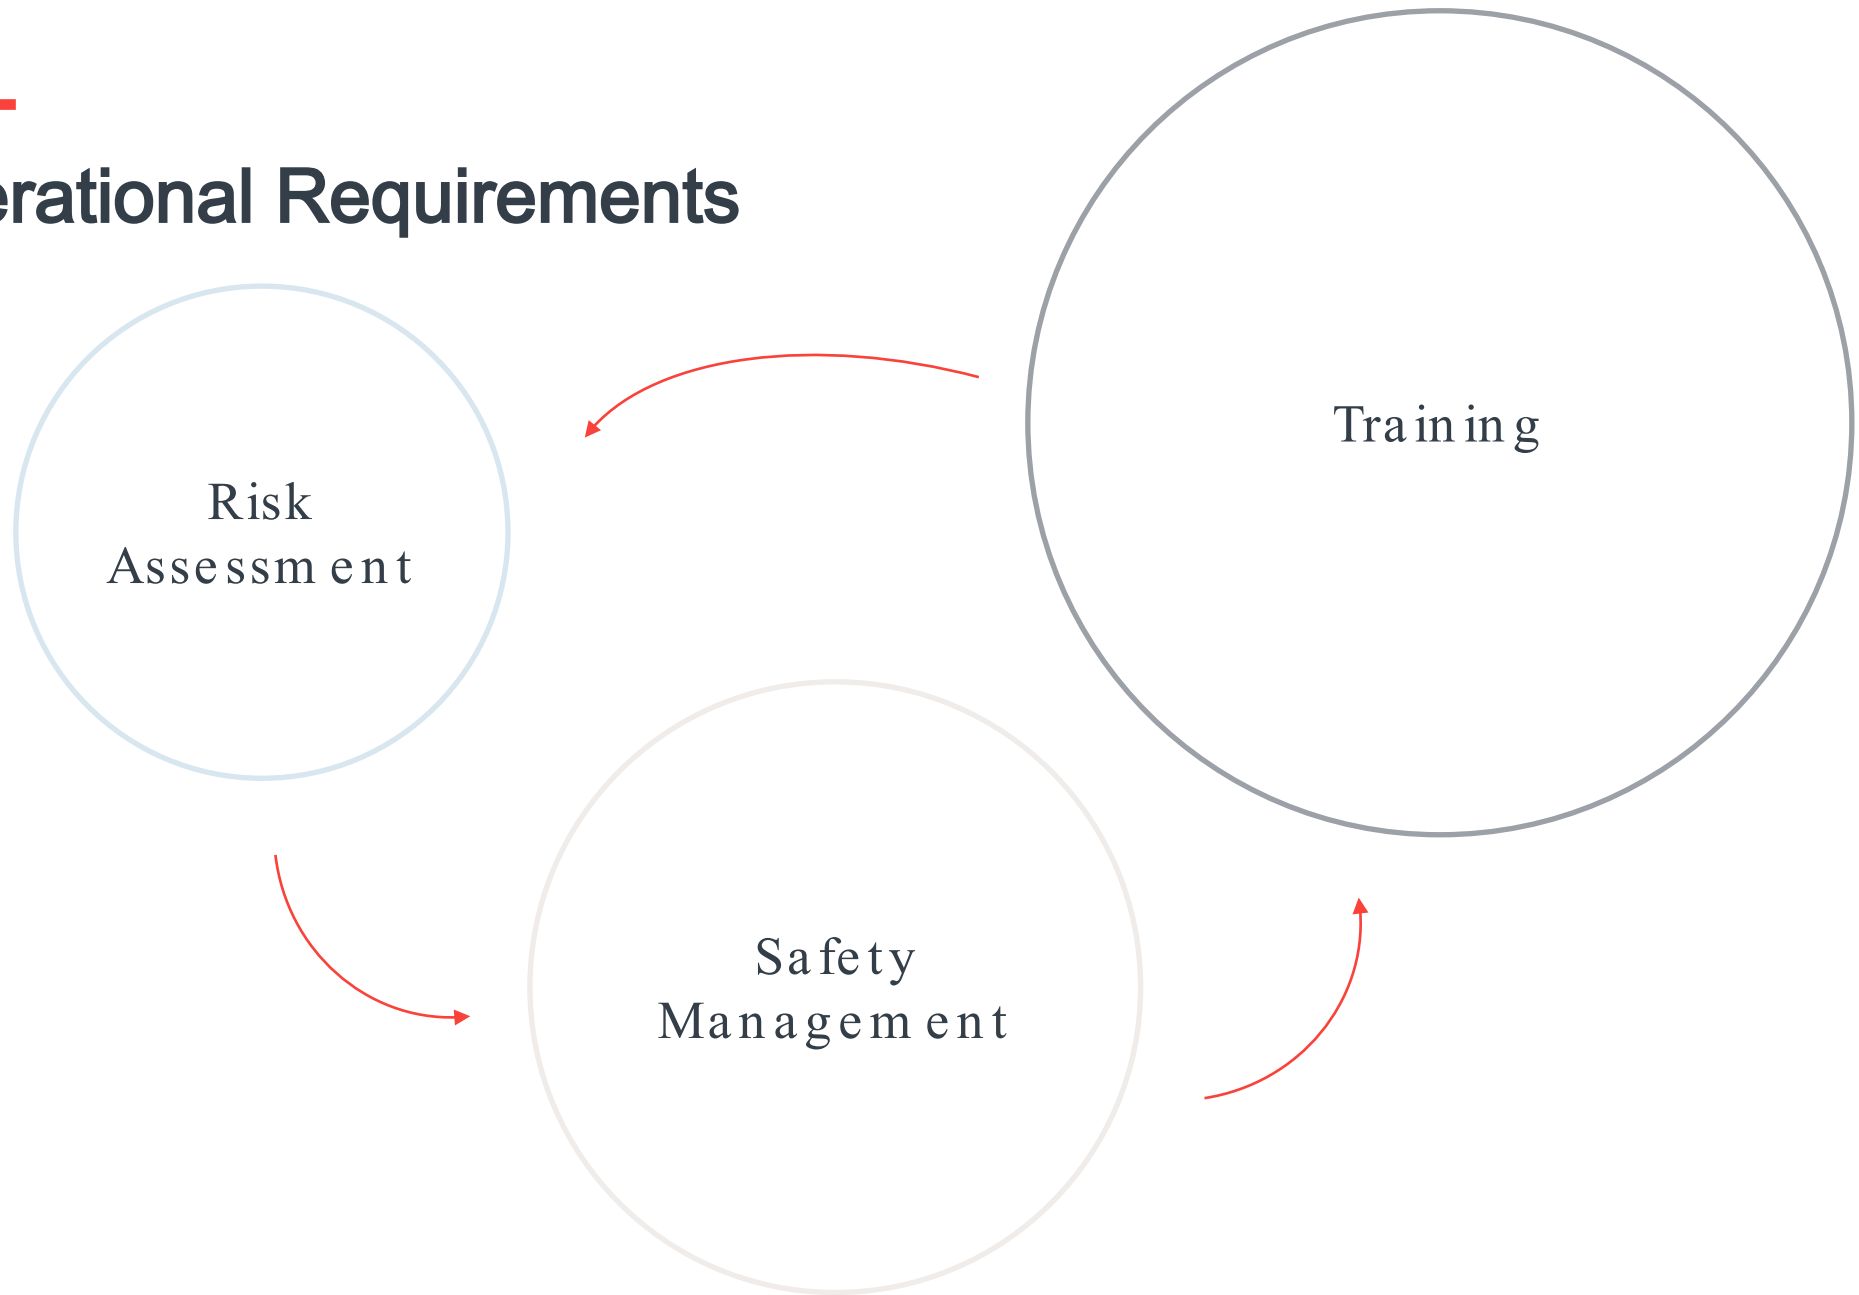 erational Requirements
Risk
Assessment
Training
Safety
Management